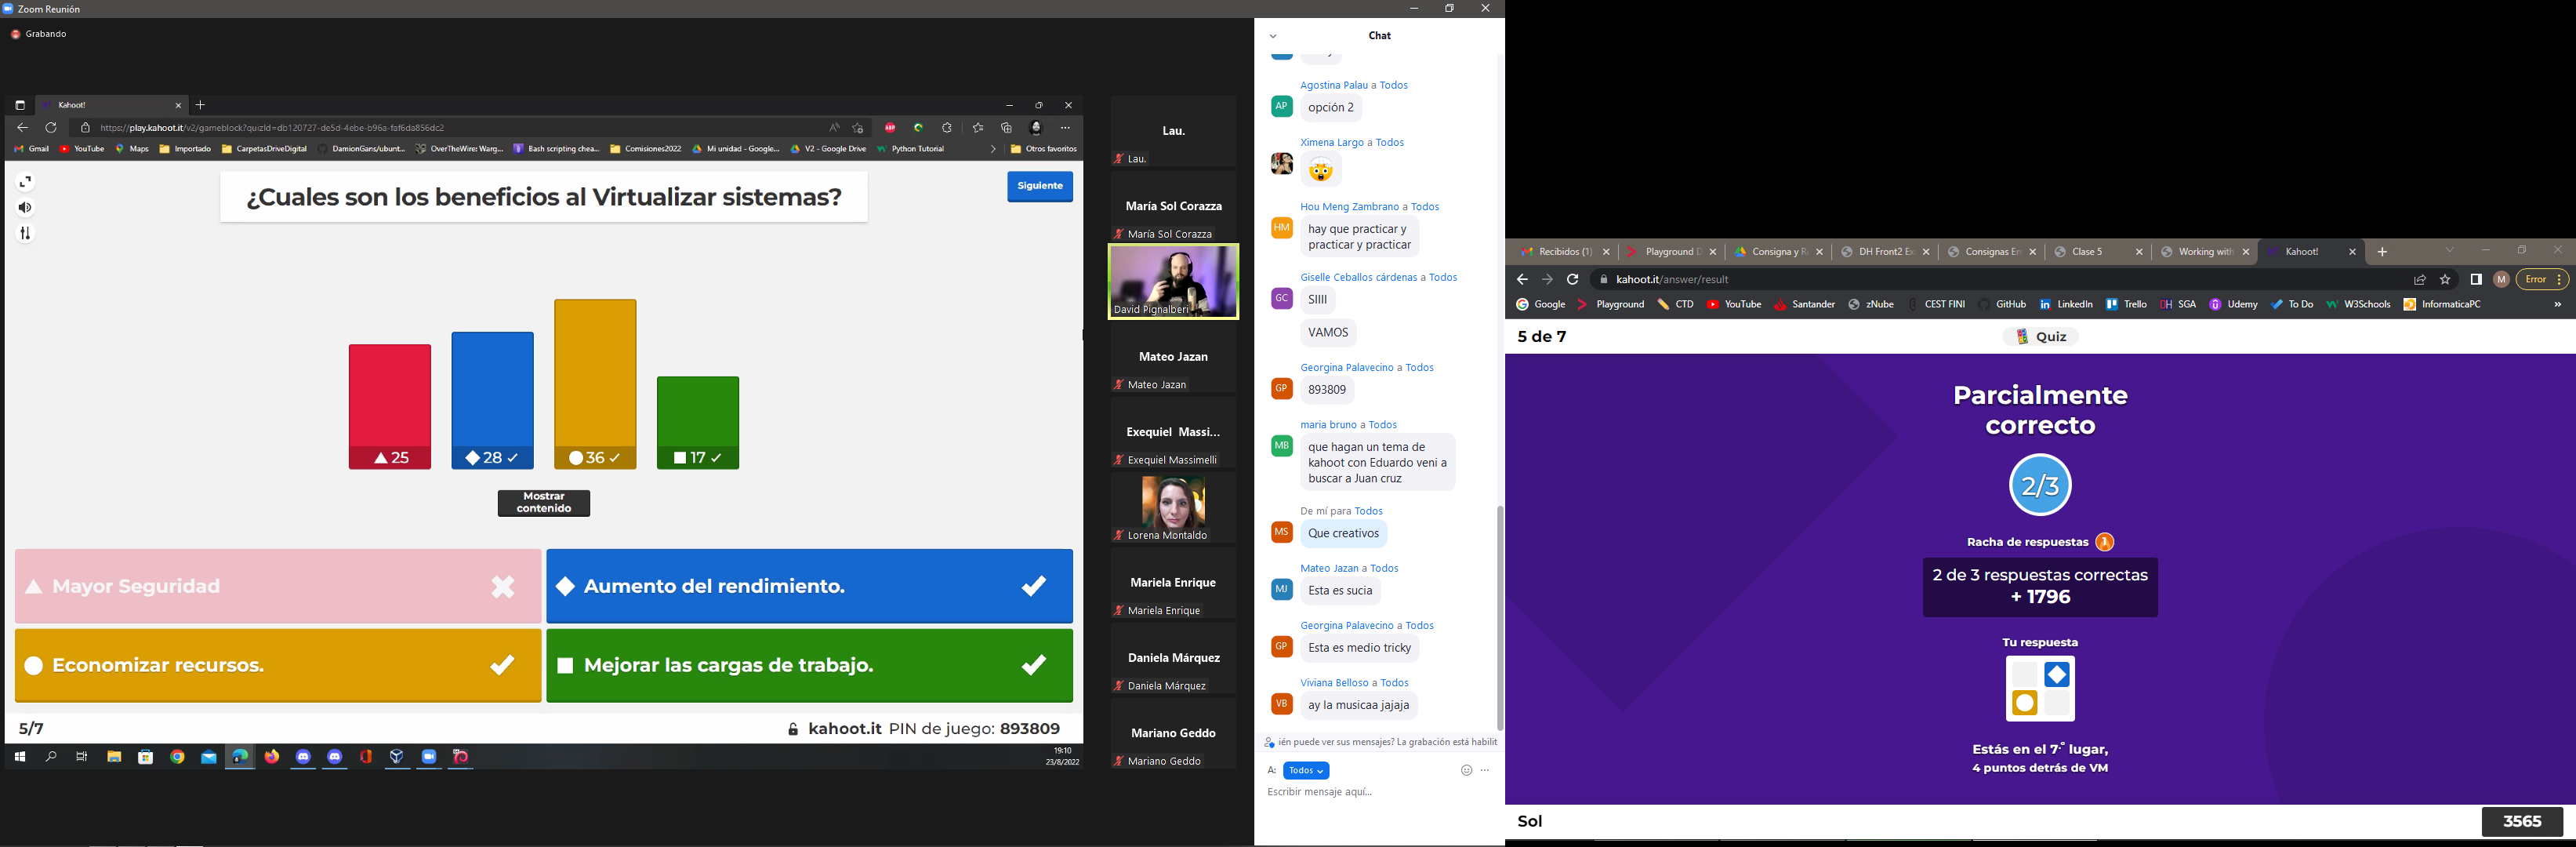 Zoom Reunión
Grabando
Kahoot!
https://play.kahoot.it/v2/gameblock?quizId=db120727-de5d-4ebe-b96a-faf6da856dc2
Gmail YouTube Maps Importado CarpetasDriveDigital DamionGans/ubunt... OverTheWire: Warg... Bash scripting chea... Comisiones2022 Mi unidad - Google... V2 - Google Drive Python Tutorial Otros favoritos
¿Cuales son los beneficios al Virtualizar sistemas?
Siguiente
25 28 36 17
Mostrar
contenido
Mayor Seguridad
Aumento del rendimiento.
Economizar recursos.
Mejorar las cargas de trabajo.
5/7
kahoot.it PIN de juego: 893809
19:10
23/8/2022
Lau.
Lau.
María Sol Corazza
María Sol Corazza
David Pignalberi
Mateo Jazan
Mateo Jazan
Exequiel Massi...
Exequiel Massimelli
Lorena Montaldo
Mariela Enrique
Mariela Enrique
Daniela Márquez
Daniela Márquez
Mariano Geddo
Mariano Geddo
Chat
Agostina Palau a Todos
AP
opción 2
Ximena Largo a Todos
Hou Meng Zambrano a Todos
HM
hay que practicar y
practicar y practicar
Giselle Ceballos cárdenas a Todos
GC
SIIII
VAMOS
Georgina Palavecino a Todos
GP
893809
maria bruno a Todos
MB
que hagan un tema de
kahoot con Eduardo veni a
buscar a Juan cruz
De mí para Todos
MS
Que creativos
Mateo Jazan a Todos
MJ
Esta es sucia
Georgina Palavecino a Todos
GP
Esta es medio tricky
Viviana Belloso a Todos
VB
ay la musicaa jajaja
ién puede ver sus mensajes? La grabación está habilit
A: Todos
Escribir mensaje aquí...
Recibidos (1) Playground D Consigna y R DH Front2 Ex Consignas En Clase 5 Working with Kahoot!
kahoot.it/answer/result
M
Error
Google Playground CTD YouTube Santander zNube CEST FINI GitHub LinkedIn Trello SGA Udemy To Do W3Schools InformaticaPC
5 de 7
Quiz
Parcialmente
correcto
2/3
Racha de respuestas 1
2 de 3 respuestas correctas
+ 1796
Tu respuesta
Estás en el 7.º lugar,
4 puntos detrás de VM
Sol
3565